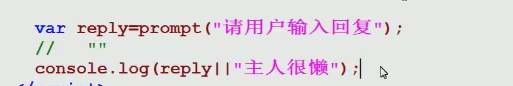 var reply=prompt("请用户输入回复");
//   ""
console.log(reply||"主人很懒");